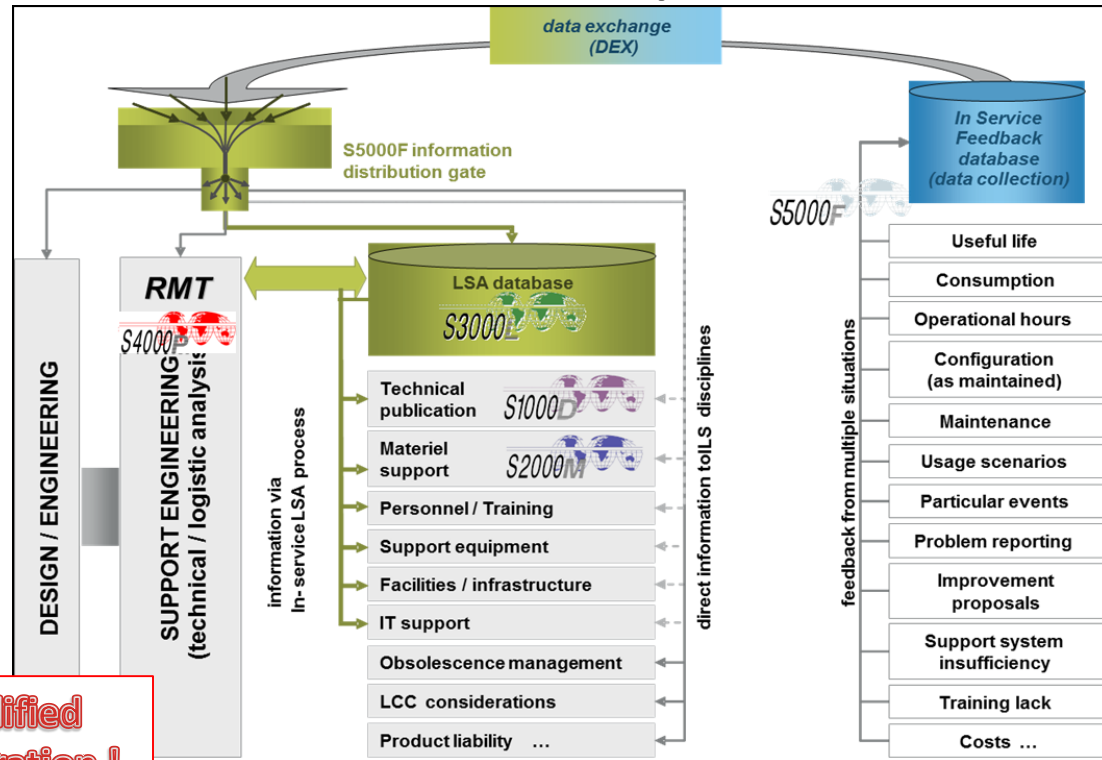 data exchange
(DEX)
S5000F information
distribution gate
In Service
Feedback
database
(data collection)
S5000F
RMT
S4000P
LSA database
S3000L
DESIGN / ENGINEERING
SUPPORT ENGINEERING
(technical / logistic analysis
information via
In- service LSA process
Technical
publication
S1000D
Materiel
support
S2000M
Personnel / Training
Support equipment
Facilities / infrastructure
IT support
Obsolescence management
LCC considerations
Product liability ...
direct information toILS disciplines
feedback from multiple situations
Useful life
Consumption
Operational hours
Configuration
(as maintained)
Maintenance
Usage scenarios
Particular events
Problem reporting
Improvement
proposals
Support system
insufficiency
Training lack
Costs ...